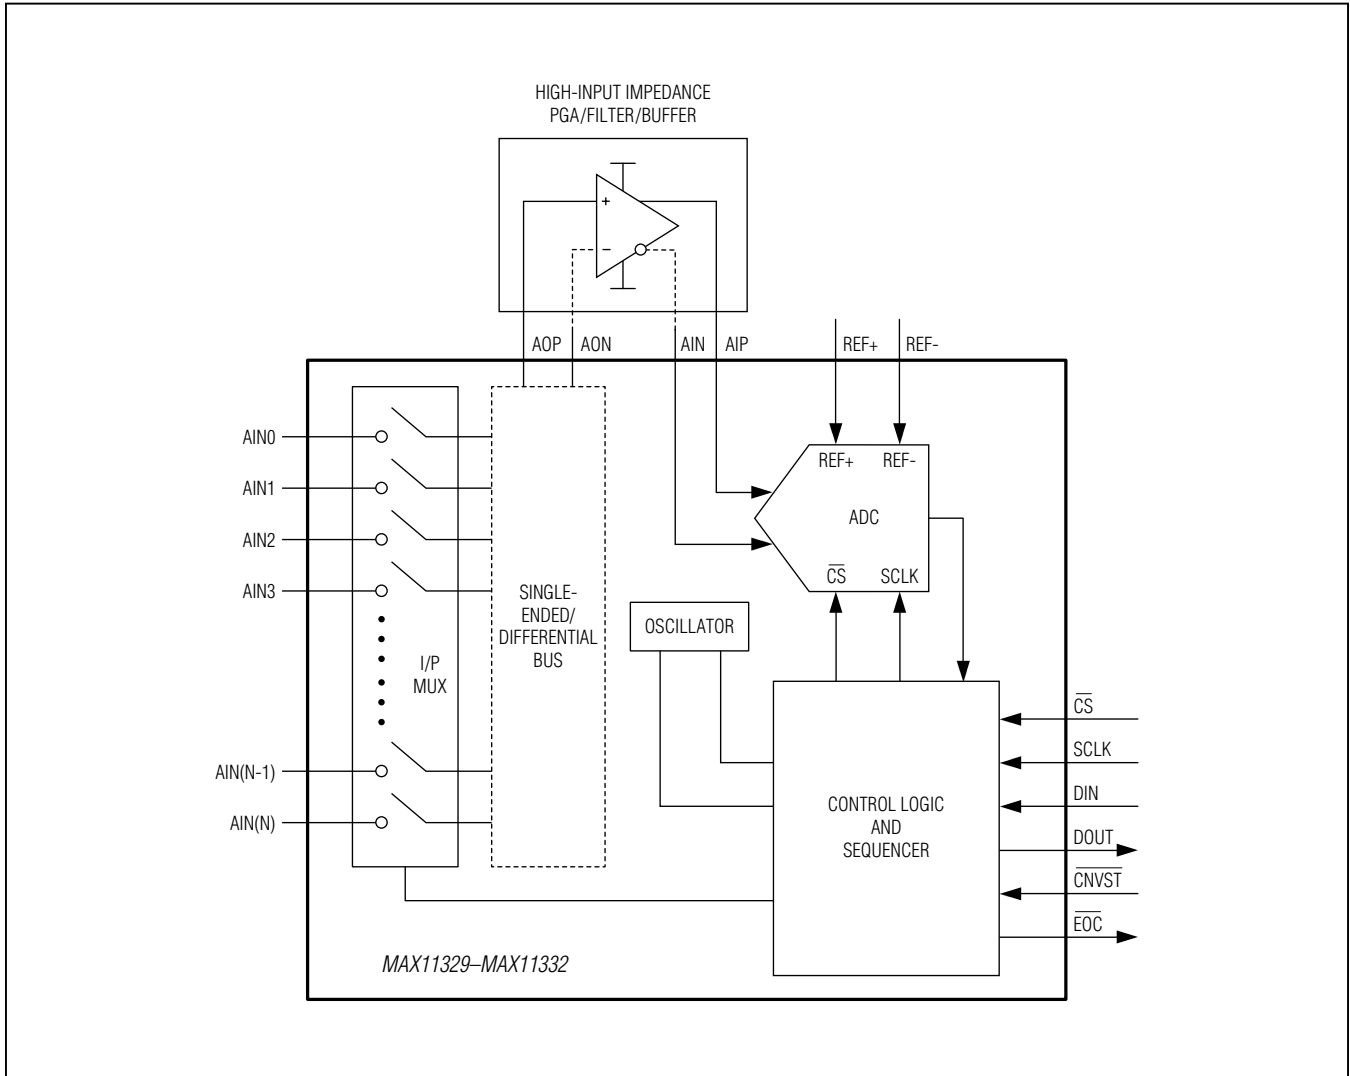 HIGH-INPUT IMPEDANCE
PGA/FILTER/BUFFER
+
−
AOP
AON
AIN
AIP
REF+
REF-
AIN0
AIN1
AIN2
AIN3
AIN(N-1)
AIN(N)
I/P
MUX
SINGLE-
ENDED/
DIFFERENTIAL
BUS
REF+
REF-
ADC
CS
SCLK
OSCILLATOR
CONTROL LOGIC
AND
SEQUENCER
CS
SCLK
DIN
DOUT
CNVST
EOC
MAX11329–MAX11332